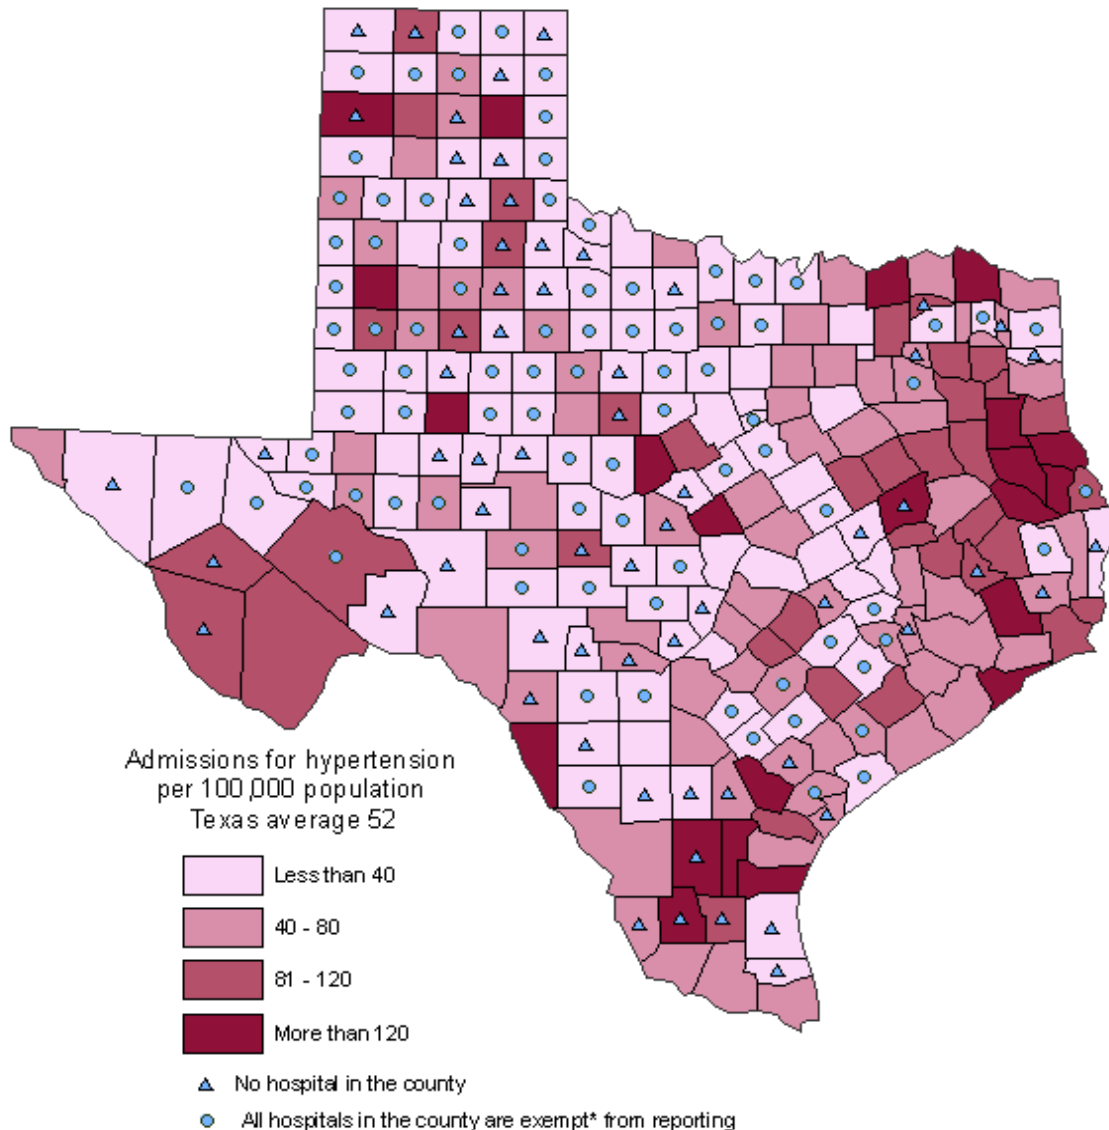 Admissions for hypertension
per 100,000 population
Texas average 52
Less than 40
40 - 80
81 - 120
More than 120
No hospital in the county
All hospitals in the county are exempt* from reporting